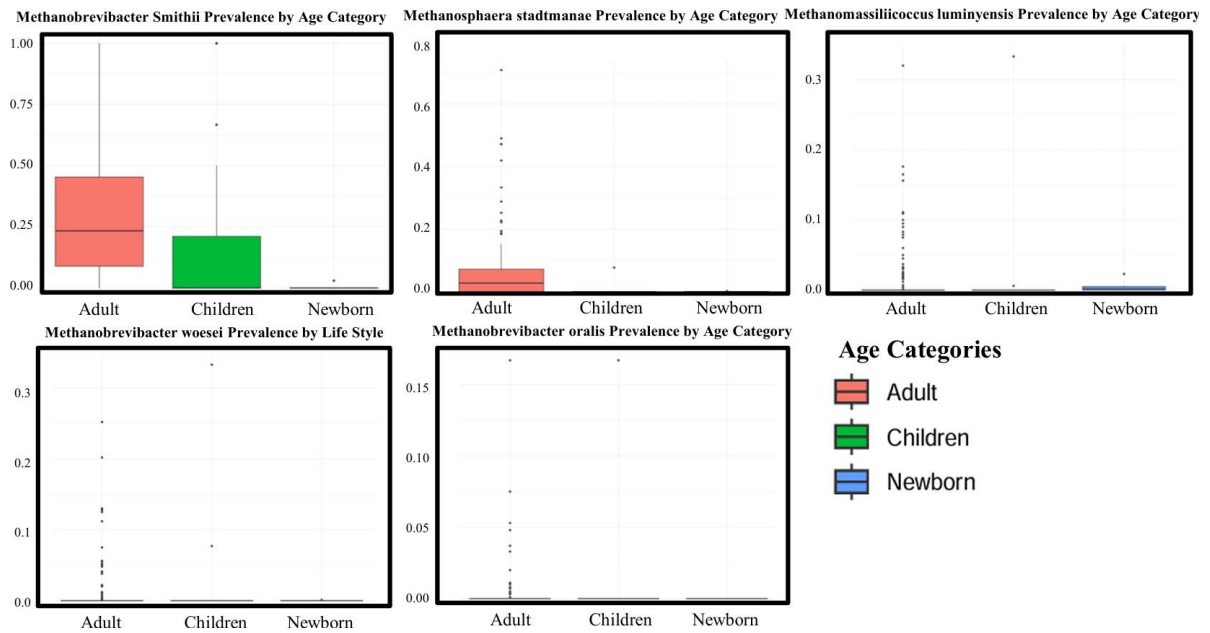 Methanobrevibacter Smithii Prevalence by Age Category
1.00
0.75
0.50
0.25
0.00
Adult Children Newborn
Methanosphaera stadtmanae Prevalence by Age Category
0.8
0.6
0.4
0.2
0.0
Adult Children Newborn
Methanomassiliicoccus luminyensis Prevalence by Age Category
0.3
0.2
0.1
0.0
Adult Children Newborn
Methanobrevibacter woesei Prevalence by Life Style
0.3
0.2
0.1
0.0
Adult Children Newborn
Methanobrevibacter oralis Prevalence by Age Category
0.15
0.10
0.05
0.00
Adult Children Newborn
Age Categories
Adult
Children
Newborn